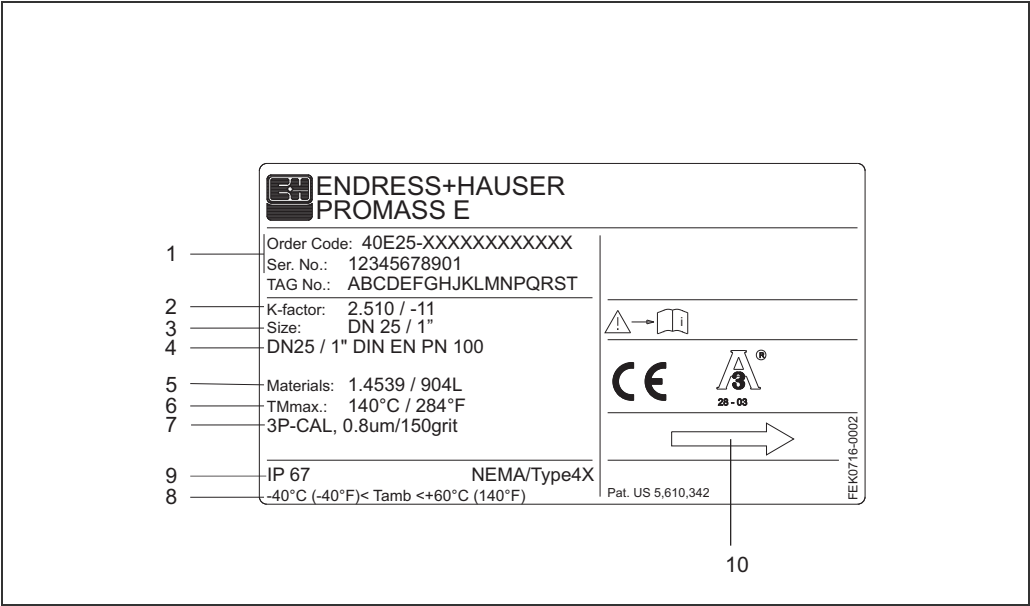 E+H
ENDRESS+HAUSER
PROMASS E
1
Order Code: 40E25-XXXXXXXXXXXX
Ser. No.: 12345678901
TAG No.: ABCDEFGHJKLMNPQRST
2
K-factor: 2.510 / -11
3
Size: DN 25 / 1”
4
DN25 / 1" DIN EN PN 100
5
Materials: 1.4539 / 904L
6
TMmax.: 140°C / 284°F
7
3P-CAL, 0.8um/150grit
9
IP 67 NEMA/Type4X
8
-40°C (-40°F)< Tamb <+60°C (140°F)
i
CE
A ®
3
28 - 03
Pat. US 5,610,342
FEK0716-0002
10